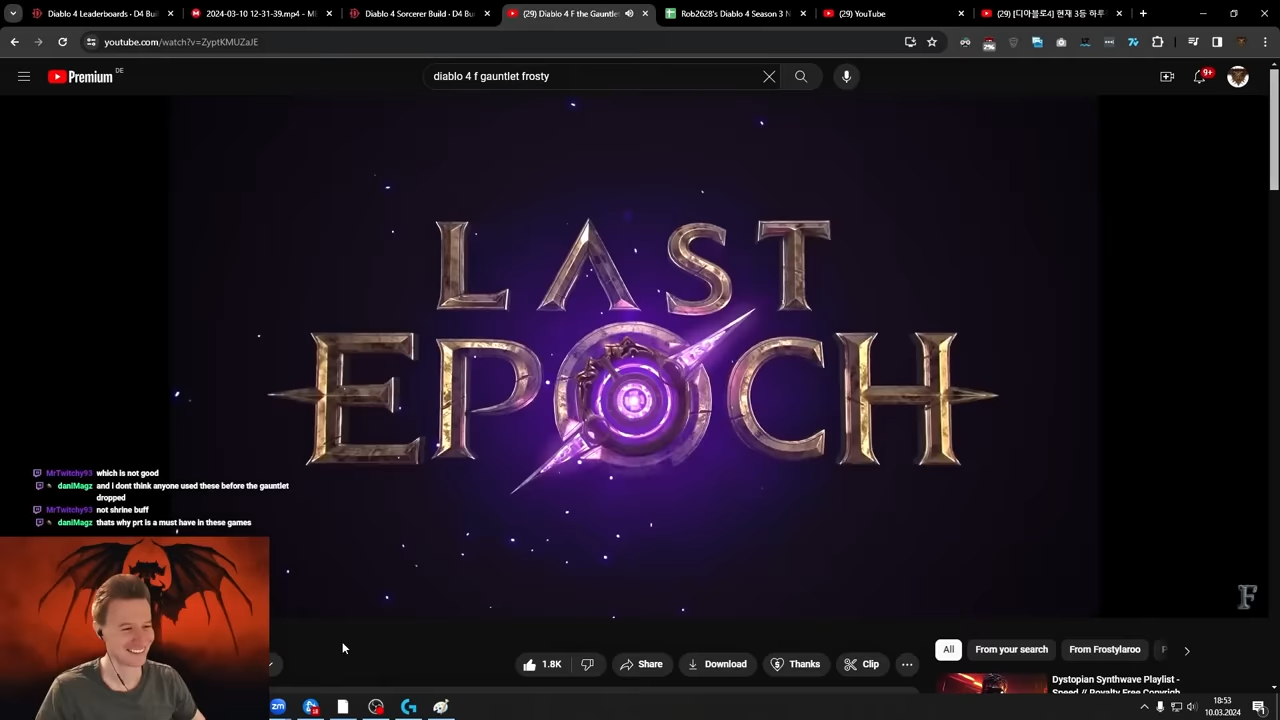 Diablo 4 Leaderboards - D4 Bui
2024-03-10 12-31-39.mp4 - M
Diablo 4 Sorcerer Build - D4 Bu
(29) Diablo 4 F the Gauntle
Rob2628's Diablo 4 Season 3 N
(29) YouTube
(29) [디아블로4] 현재 3등 하루
youtube.com/watch?v=ZyptKMUZaJE
Premium DE
diablo 4 f gauntlet frosty
9+
LAST
EPOCH
MrTwitchy93 which is not good
daniMagz and i dont think anyone used these before the gauntlet
dropped
MrTwitchy93 not shrine buff
daniMagz thats why prt is a must have in these games
F
1.8K
Share
Download
Thanks
Clip
All
From your search
From Frostylaroo
P
Dystopian Synthwave Playlist -
Speed // Royalty Free Copyrigh
zm
18:53
10.03.2024